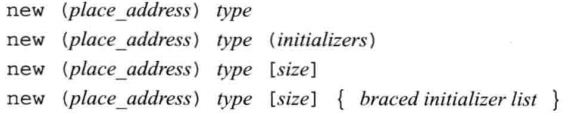 new (place_address) type
new (place_address) type (initializers)
new (place_address) type [size]
new (place_address) type [size] { braced initializer list }